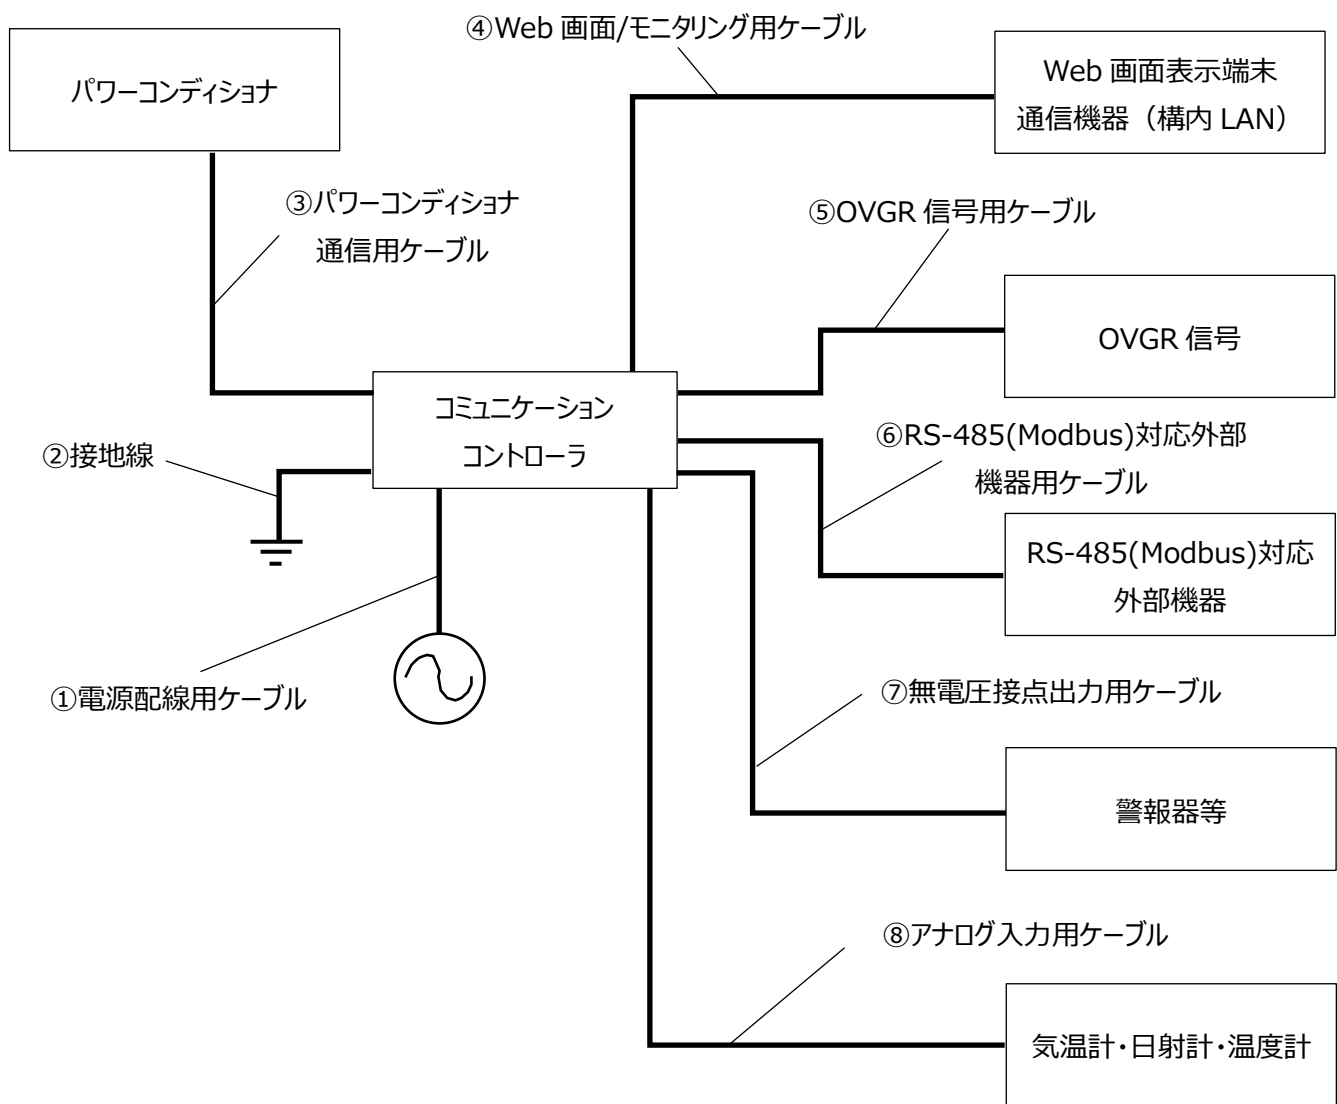 ④Web 画面/モニタリング用ケーブル
パワーコンディショナ
Web 画面表示端末
通信機器（構内 LAN）
③パワーコンディショナ
通信用ケーブル
⑤OVGR 信号用ケーブル
OVGR 信号
コミュニケーション
コントローラ
②接地線
⑥RS-485(Modbus)対応外部
機器用ケーブル
RS-485(Modbus)対応
外部機器
①電源配線用ケーブル
⑦無電圧接点出力用ケーブル
警報器等
⑧アナログ入力用ケーブル
気温計・日射計・温度計